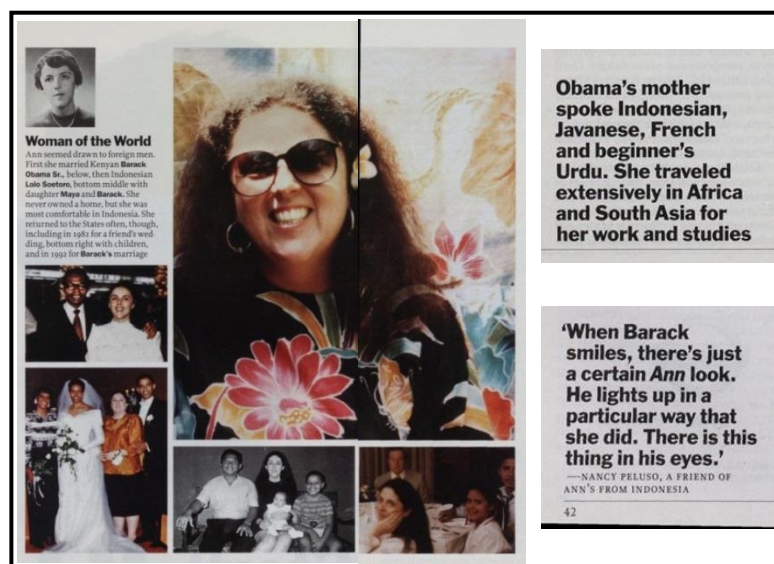 Woman of the World
Ann seemed drawn to foreign men.
First she married Kenyan Barack
Obama Sr., below, then Indonesian
Lolo Soetoro, bottom middle with
daughter Maya and Barack. She
never owned a home, but she was
most comfortable in Indonesia. She
returned to the States often, though,
including in 1982 for a friend's wed-
ding, bottom right with children,
and in 1992 for Barack's marriage
Obama's mother
spoke Indonesian,
Javanese, French
and beginner's
Urdu. She traveled
extensively in Africa
and South Asia for
her work and studies
'When Barack
smiles, there's just
a certain Ann look.
He lights up in a
particular way that
she did. There is this
thing in his eyes.'
—NANCY PELUSO, A FRIEND OF
ANN'S FROM INDONESIA
42